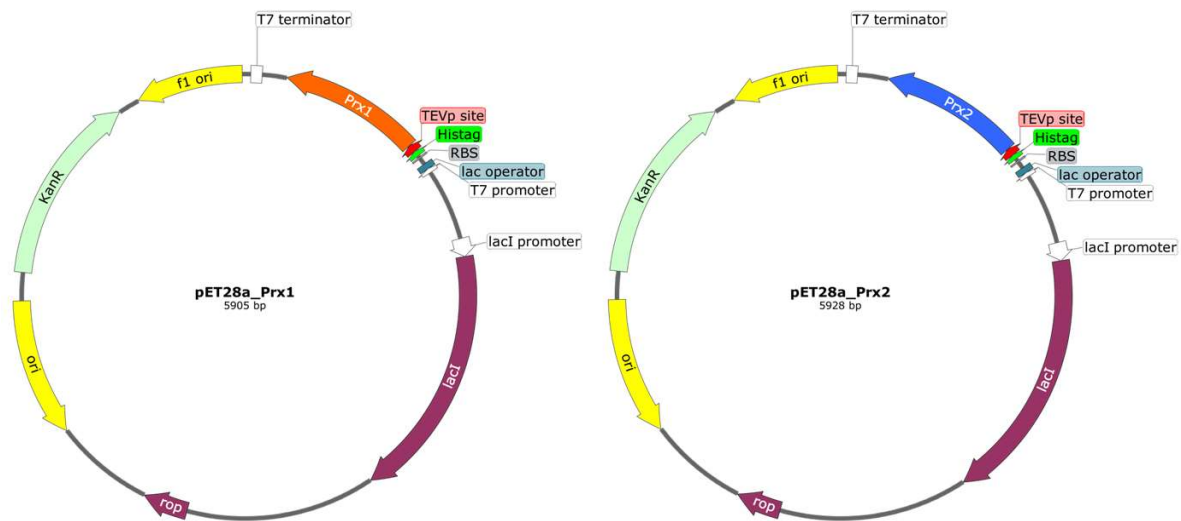 T7 terminator
f1 ori
Prx1
TEVp site
Histag
RBS
lac operator
T7 promoter
KanR
lacI promoter
pET28a_Prx1
5905 bp
ori
lacI
rop
T7 terminator
f1 ori
Prx2
TEVp site
Histag
RBS
lac operator
T7 promoter
KanR
lacI promoter
pET28a_Prx2
5928 bp
ori
lacI
rop